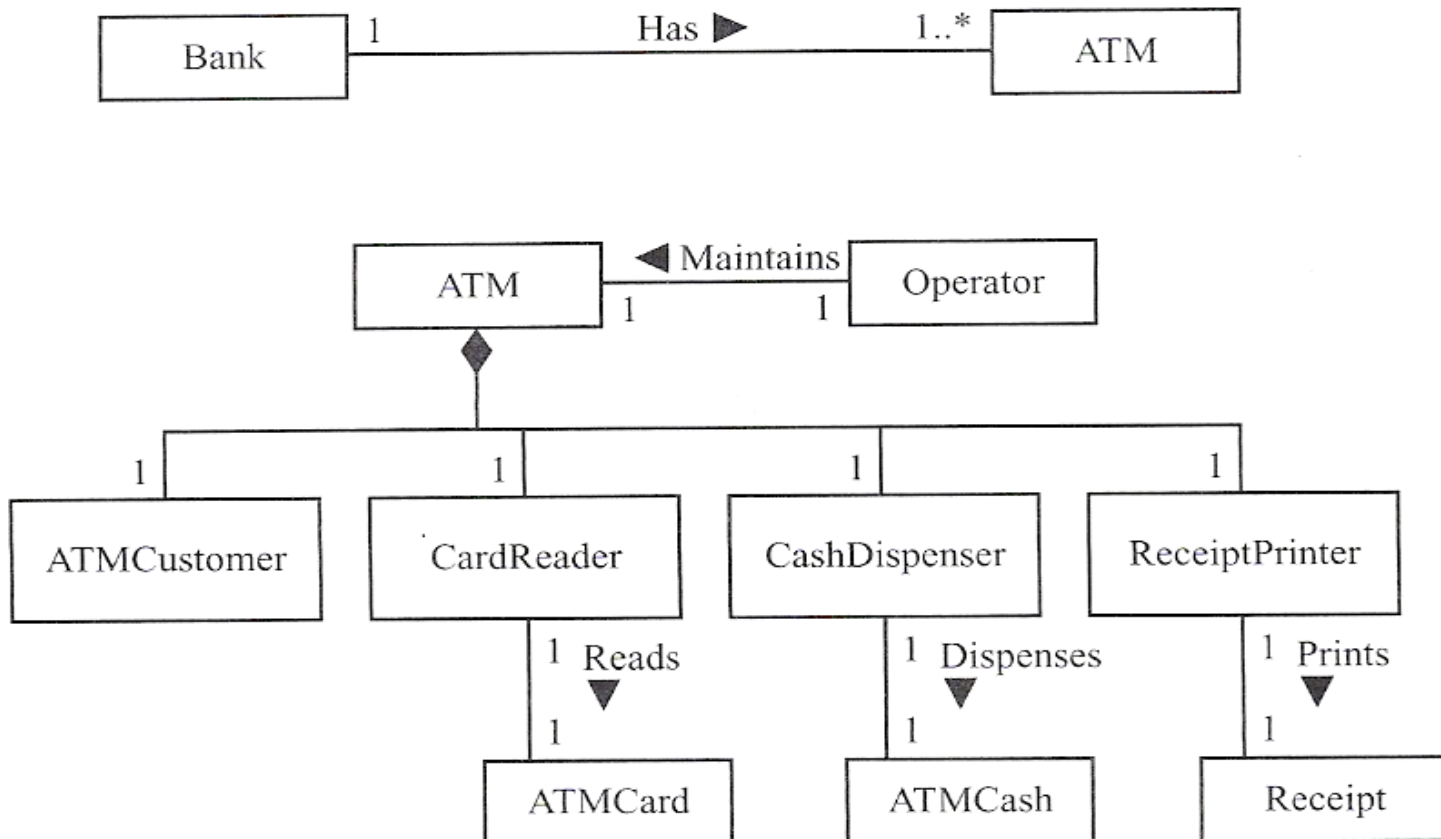 1 Has ▶ 1..*
Bank ATM
ATM ◀ Maintains Operator
1 1
1 1 1 1
ATMCustomer CardReader CashDispenser ReceiptPrinter
1 Reads 1 Dispenses 1 Prints
▼ ▼ ▼
1 1 1
ATMCard ATMCash Receipt